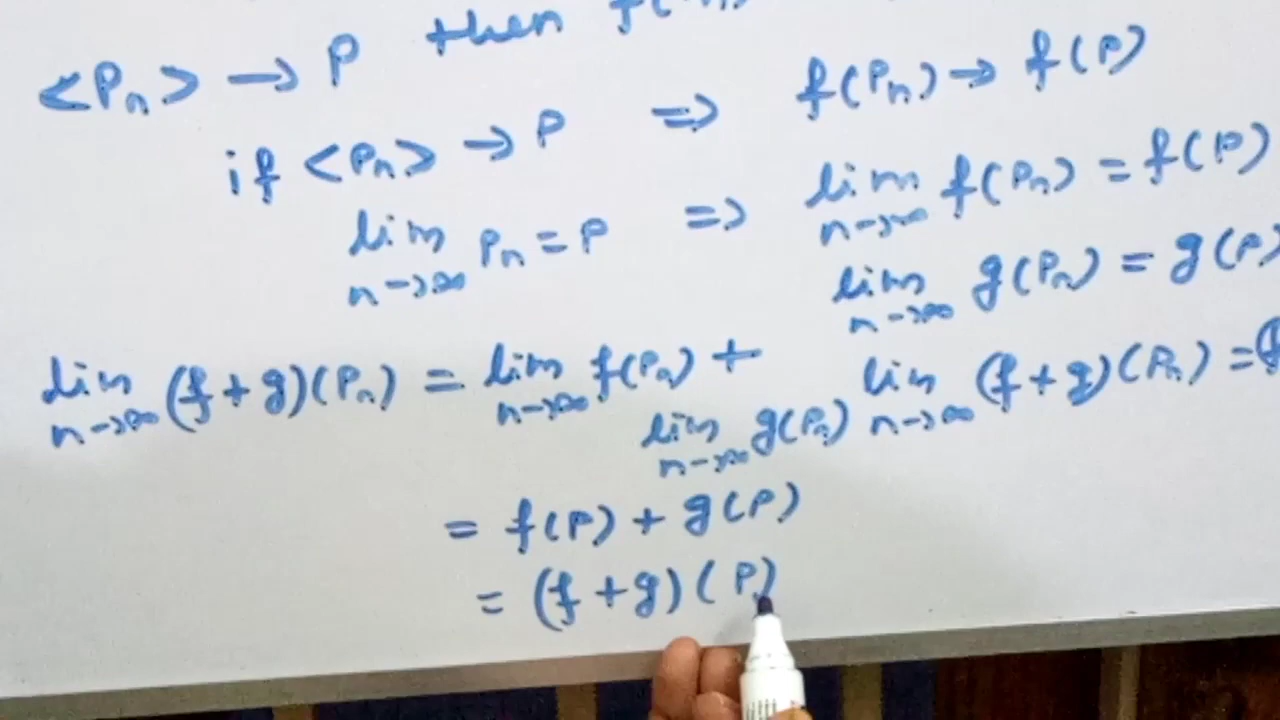 <Pn> → P then
if <Pn> → P ⇒ f(Pn) → f(P)
lim n→∞ Pn = P ⇒ lim n→∞ f(Pn) = f(P)
lim n→∞ g(Pn) = g(P)
lim n→∞ (f+g)(Pn) = lim n→∞ f(Pn) +
lim n→∞ g(Pn)
lim n→∞ (f+g)(Pn) =
= f(P) + g(P)
= (f+g)(P)